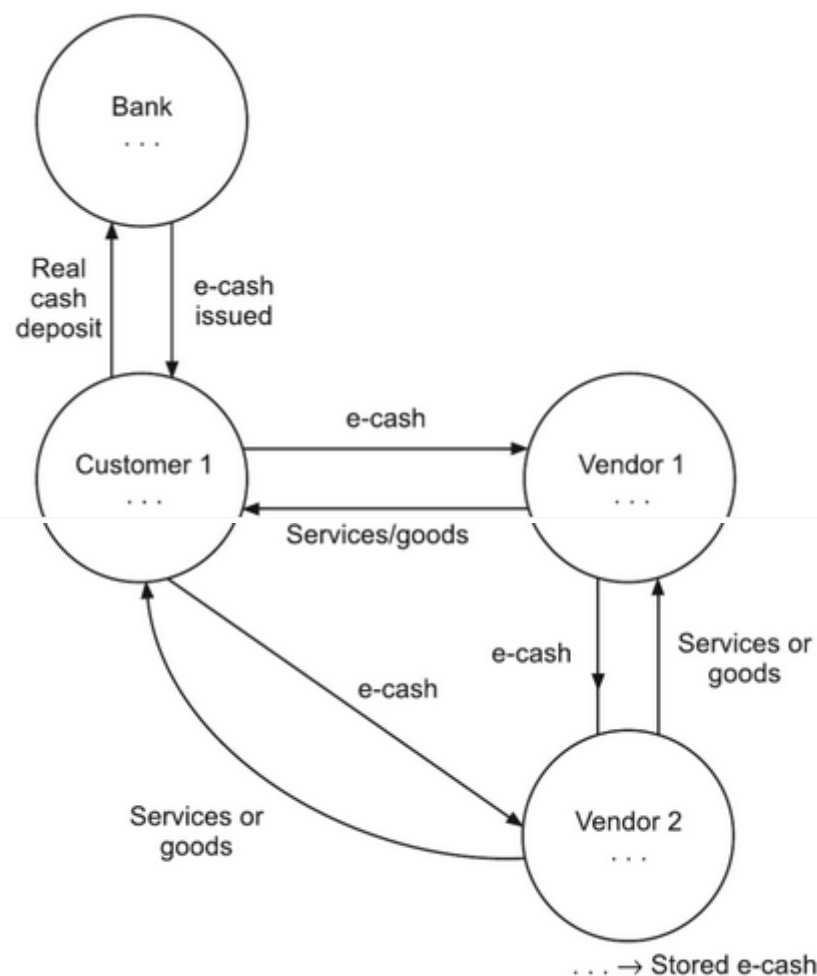 Bank
. . .
Real
cash
deposit
e-cash
issued
e-cash
Customer 1
. . .
Vendor 1
. . .
Services/goods
e-cash
Services or
goods
e-cash
Services or
goods
Vendor 2
. . .
. . . → Stored e-cash